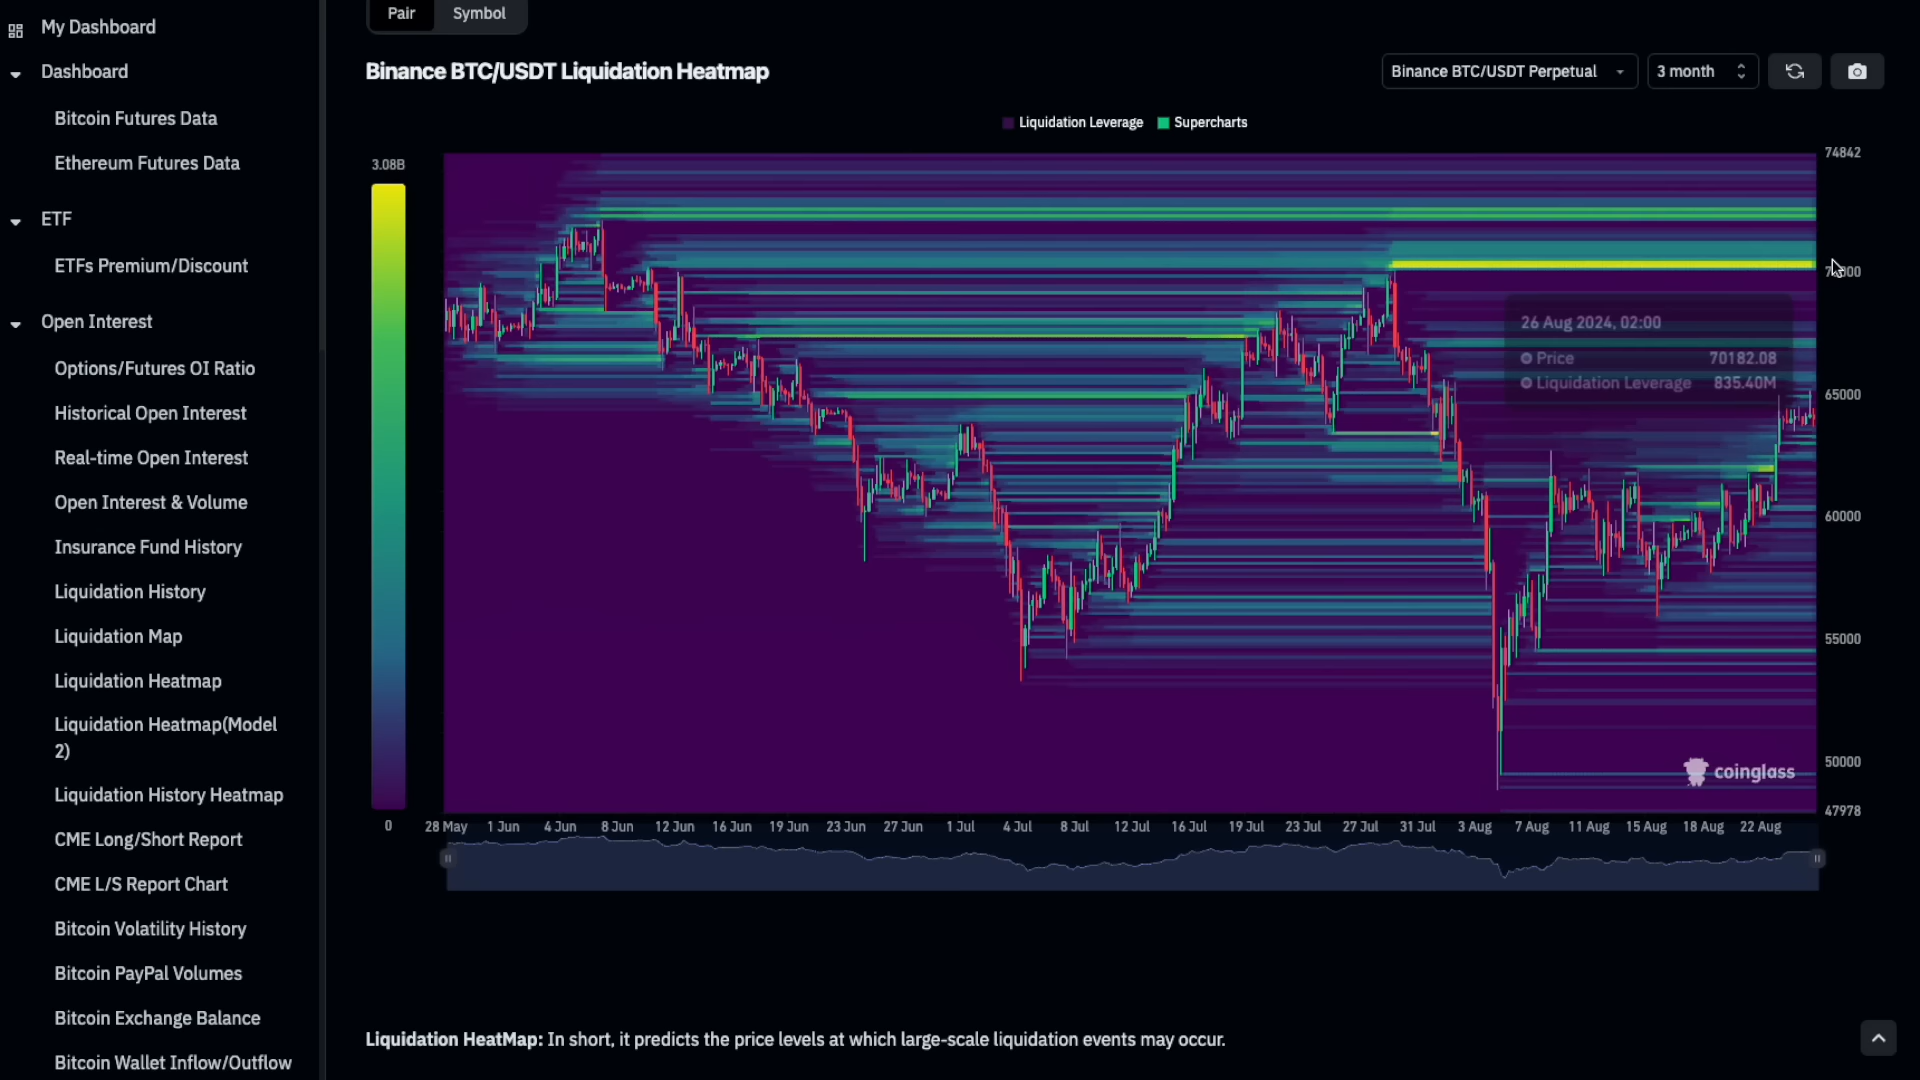 My Dashboard
Dashboard
Bitcoin Futures Data
Ethereum Futures Data
ETF
ETFs Premium/Discount
Open Interest
Options/Futures OI Ratio
Historical Open Interest
Real-time Open Interest
Open Interest & Volume
Insurance Fund History
Liquidation History
Liquidation Map
Liquidation Heatmap
Liquidation Heatmap(Model
2)
Liquidation History Heatmap
CME Long/Short Report
CME L/S Report Chart
Bitcoin Volatility History
Bitcoin PayPal Volumes
Bitcoin Exchange Balance
Bitcoin Wallet Inflow/Outflow
Pair Symbol
Binance BTC/USDT Liquidation Heatmap
Binance BTC/USDT Perpetual 3 month
Liquidation Leverage Supercharts
3.08B
0
74842
65000
60000
55000
50000
47978
26 Aug 2024, 02:00
Price 70182.08
Liquidation Leverage 835.40M
coinglass
28 May 1 Jun 4 Jun 8 Jun 12 Jun 16 Jun 19 Jun 23 Jun 27 Jun 1 Jul 4 Jul 8 Jul 12 Jul 16 Jul 19 Jul 23 Jul 27 Jul 31 Jul 3 Aug 7 Aug 11 Aug 15 Aug 18 Aug 22 Aug
Liquidation HeatMap: In short, it predicts the price levels at which large-scale liquidation events may occur.